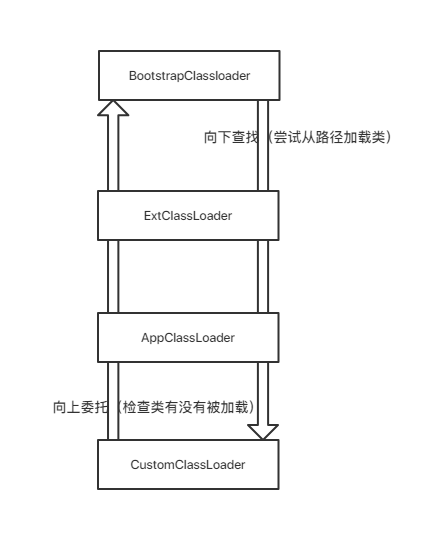 BootstrapClassloader
向下查找（尝试从路径加载类）
ExtClassLoader
AppClassLoader
向上委托（检查类有没有被加载）
CustomClassLoader